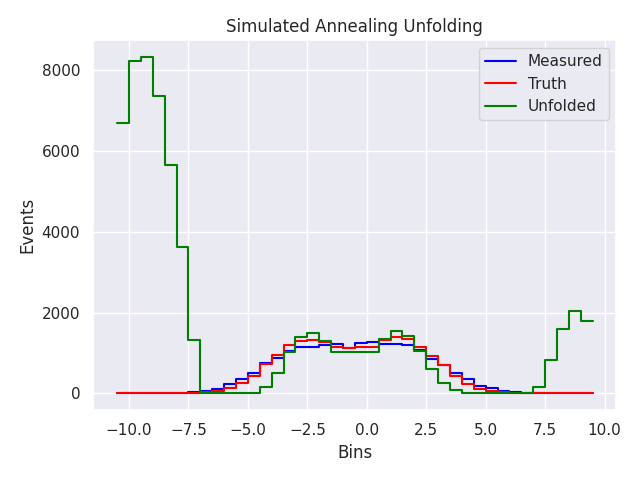 Simulated Annealing Unfolding
Measured
Truth
Unfolded
Events
8000
6000
4000
2000
0
−10.0 −7.5 −5.0 −2.5 0.0 2.5 5.0 7.5 10.0
Bins